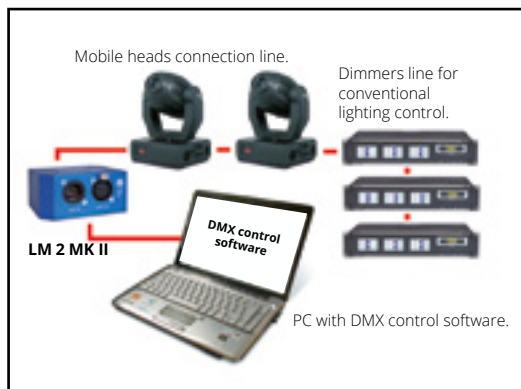 Mobile heads connection line.
Dimmers line for
conventional
lighting control.
DMX control
software
LM 2 MK II
PC with DMX control software.